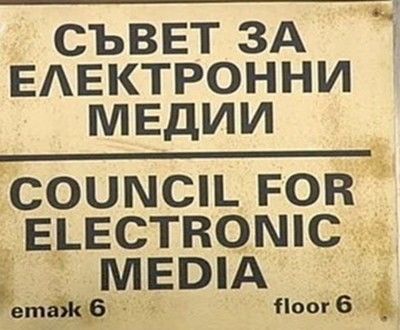 СЪВЕТ ЗА
ЕЛЕКТРОННИ
МЕДИИ
COUNCIL FOR
ELECTRONIC
MEDIA
етаж 6 floor 6